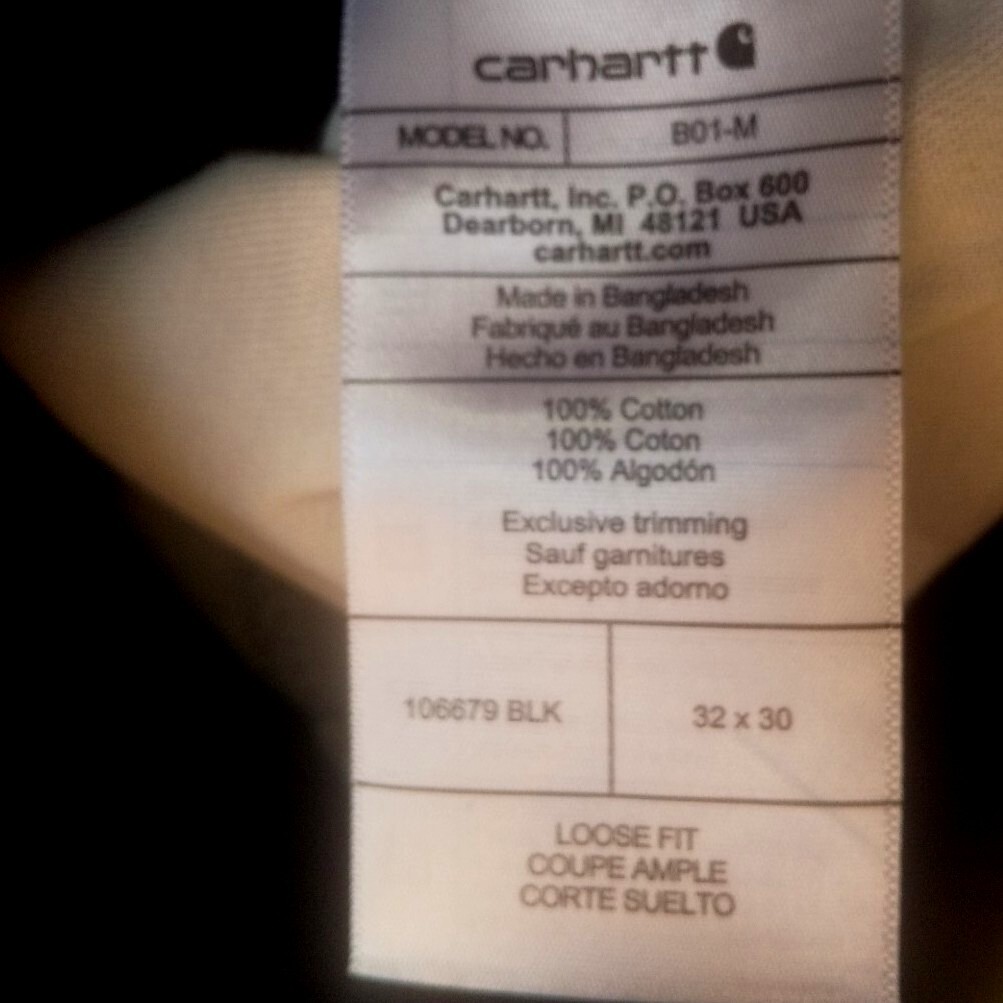 carhartt
MODEL NO. B01-M
Carhartt, Inc. P.O. Box 600
Dearborn, MI 48121 USA
carhartt.com
Made in Bangladesh
Fabriqué au Bangladesh
Hecho en Bangladesh
100% Cotton
100% Coton
100% Algodón
Exclusive trimming
Sauf garnitures
Excepto adorno
106679 BLK 32 x 30
LOOSE FIT
COUPE AMPLE
CORTE SUELTO